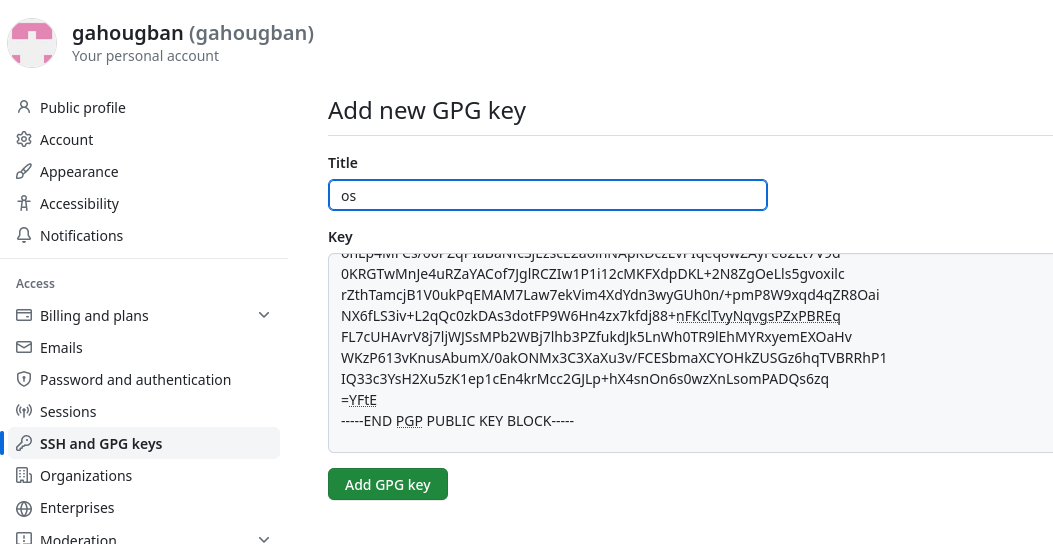 gahougban (gahougban)
Your personal account
Public profile
Account
Appearance
Accessibility
Notifications
Access
Billing and plans
Emails
Password and authentication
Sessions
SSH and GPG keys
Organizations
Enterprises
Moderation
Add new GPG key
Title
os
Key
0KRGTwMnJe4uRZaYACof7JglRCZIw1P1i12cMKFXdpDKL+2N8ZgOeLls5gvoxilc
rZthTamcjB1V0ukPqEMAM7Law7ekVim4XdYdn3wyGUh0n/+pmP8W9xqd4qZR8Oai
NX6fLS3iv+L2qQc0zkDAs3dotFP9W6Hn4zx7kfdj88+nFKclTvyNqvgsPZxPBREq
FL7cUHAvrV8j7ljWJSsMPb2WBj7lhb3PZfukdJk5LnWh0TR9lEhMYRxyemEXOaHv
WKzP613vKnusAbumX/0akONMx3C3XaXu3v/FCESbmaXCYOHkZUSGz6hqTVBRRhP1
IQ33c3YsH2Xu5zK1ep1cEn4krMcc2GJLp+hX4snOn6s0wzXnLsomPADQs6zq
=YFtE
-----END PGP PUBLIC KEY BLOCK-----
Add GPG key